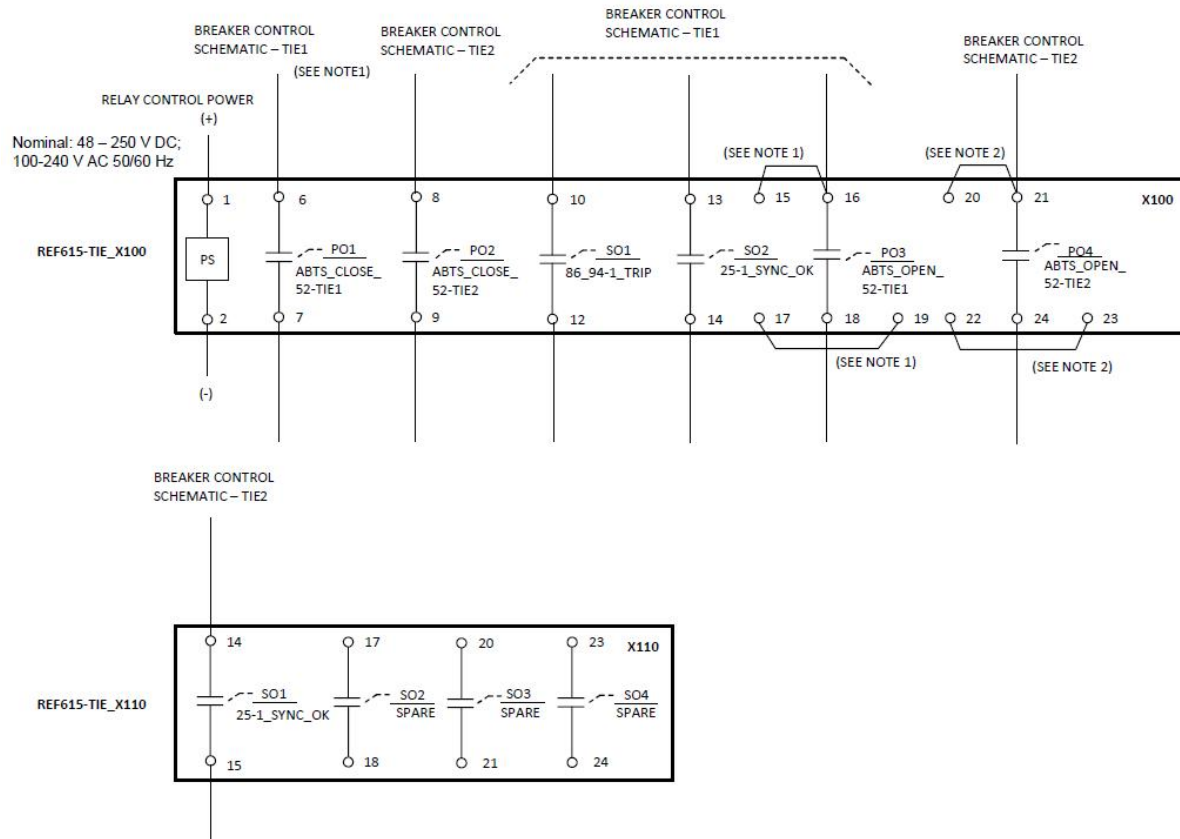 BREAKER CONTROL
SCHEMATIC – TIE1
(SEE NOTE1)
BREAKER CONTROL
SCHEMATIC – TIE2
BREAKER CONTROL
SCHEMATIC – TIE1
BREAKER CONTROL
SCHEMATIC – TIE2
RELAY CONTROL POWER
(+)
Nominal: 48 – 250 V DC;
100-240 V AC 50/60 Hz
(SEE NOTE 1)
(SEE NOTE 2)
1
6
8
10
13
15
16
20
21
X100
REF615-TIE_X100
PS
PO1
ABTS_CLOSE_
52-TIE1
PO2
ABTS_CLOSE_
52-TIE2
SO1
86_94-1_TRIP
SO2
25-1_SYNC_OK
PO3
ABTS_OPEN_
52-TIE1
PO4
ABTS_OPEN_
52-TIE2
2
7
9
12
14
17
18
19
22
24
23
(SEE NOTE 1)
(SEE NOTE 2)
(-)
BREAKER CONTROL
SCHEMATIC – TIE2
14
17
20
23
X110
REF615-TIE_X110
SO1
25-1_SYNC_OK
SO2
SPARE
SO3
SPARE
SO4
SPARE
15
18
21
24